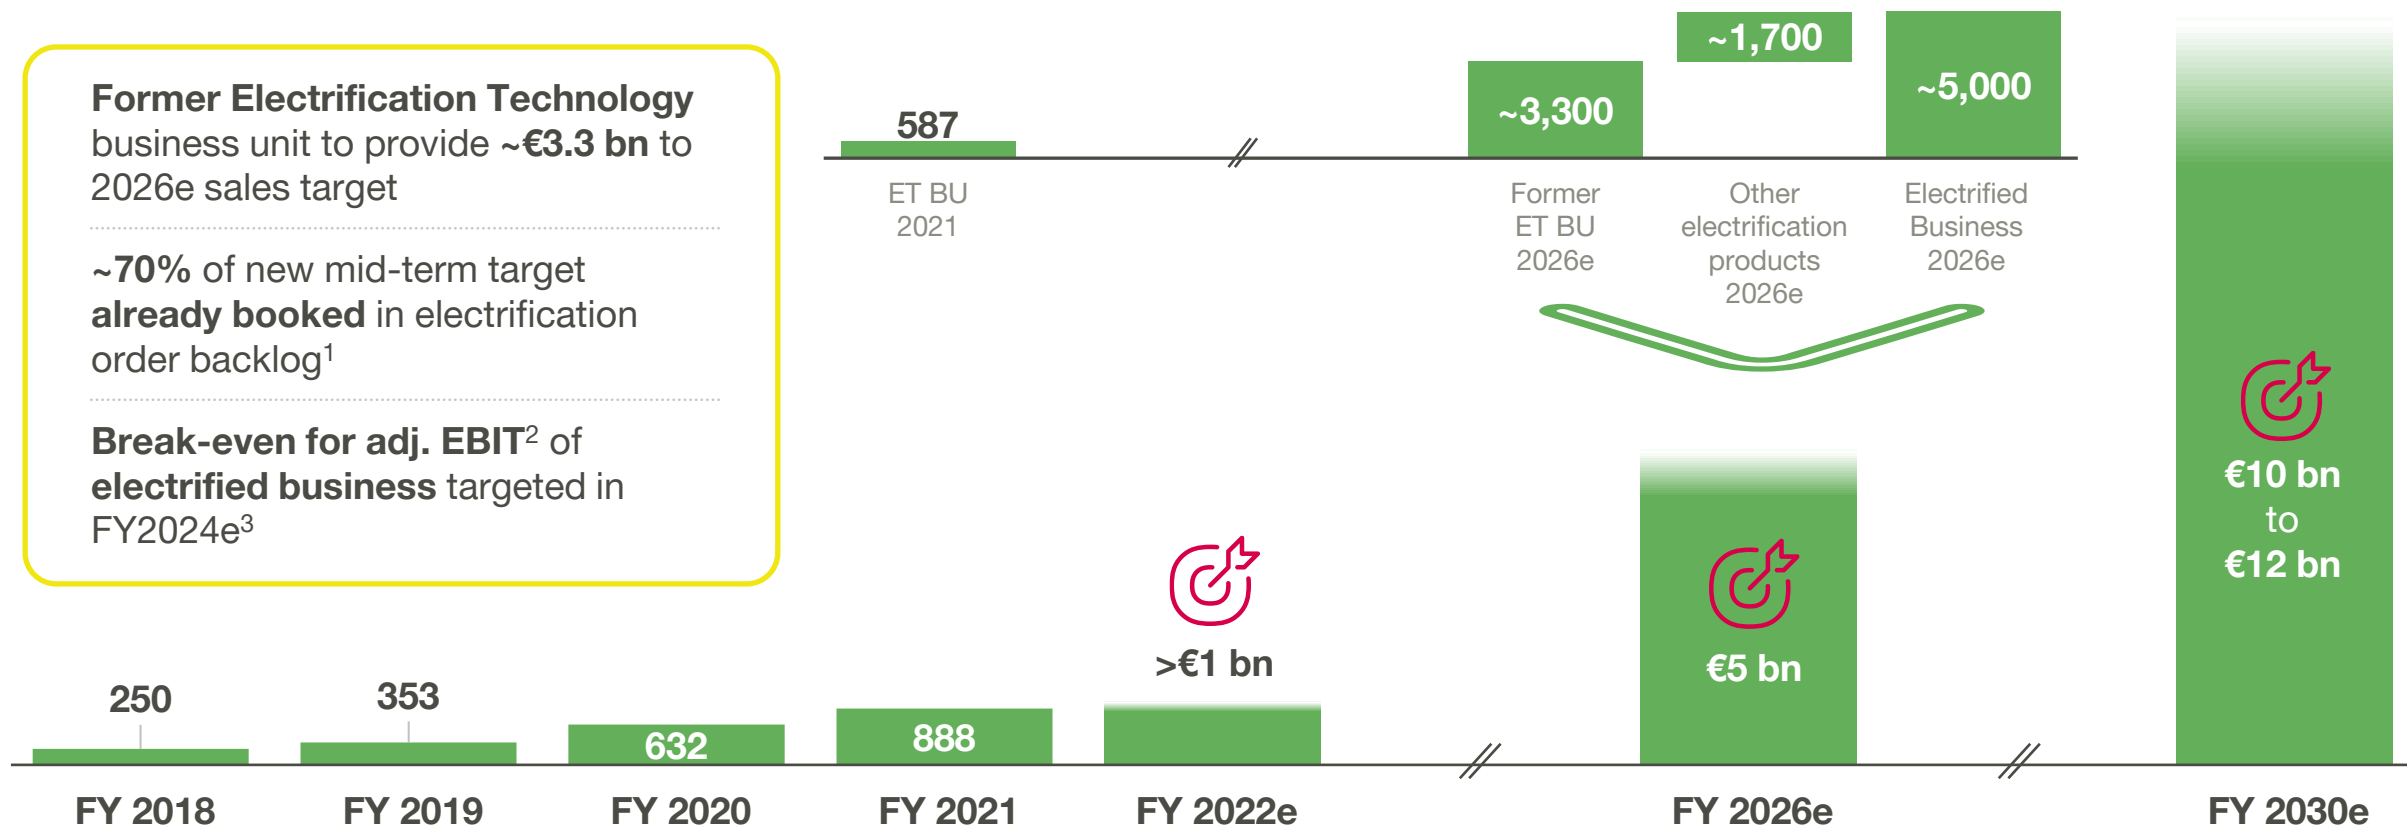 Former Electrification Technology
business unit to provide ~€3.3 bn to
2026e sales target
~70% of new mid-term target
already booked in electrification
order backlog¹
Break-even for adj. EBIT² of
electrified business targeted in
FY2024e³
587
~3,300
~1,700
~5,000
ET BU
2021
Former
ET BU
2026e
Other
electrification
products
2026e
Electrified
Business
2026e
250
353
632
888
>€1 bn
€5 bn
€10 bn
to
€12 bn
FY 2018
FY 2019
FY 2020
FY 2021
FY 2022e
FY 2026e
FY 2030e